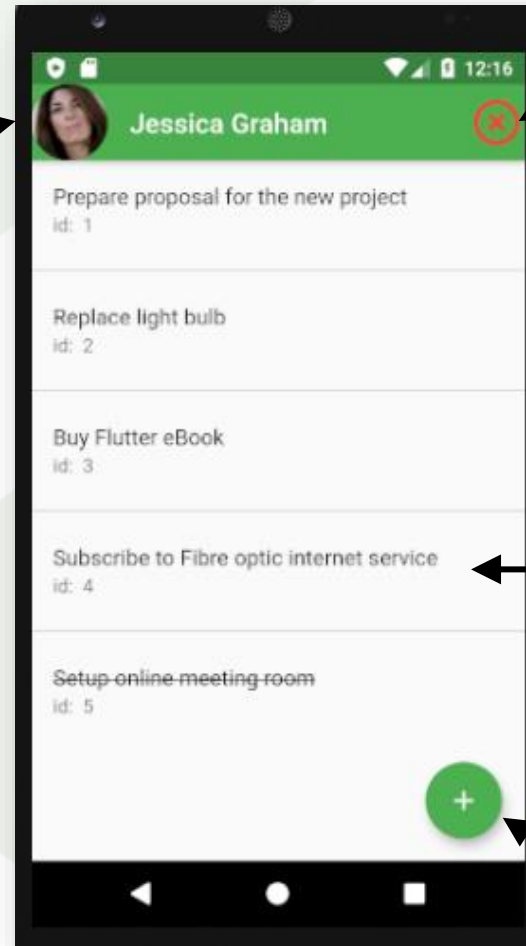 12:16
Jessica Graham
Prepare proposal for the new project
id: 1
Replace light bulb
id: 2
Buy Flutter eBook
id: 3
Subscribe to Fibre optic internet service
id: 4
Setup online meeting room
id: 5